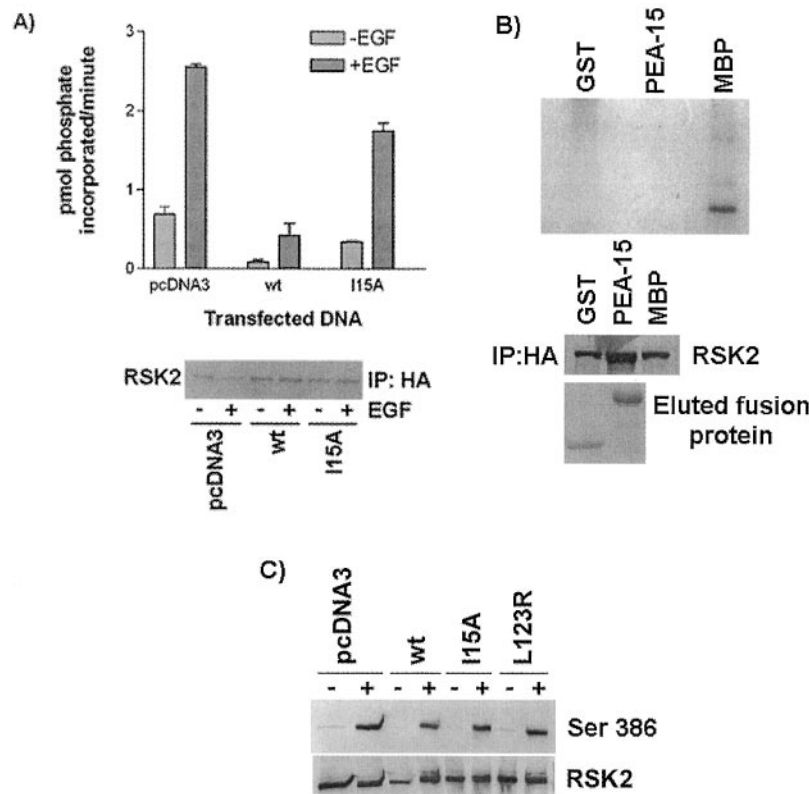 A)
pmol phosphate
incorporated/minute
3
2
1
0
-EGF
+EGF
pcDNA3 wt I15A
Transfected DNA
RSK2 IP: HA
- + - + - + EGF
pcDNA3 wt I15A
B)
GST PEA-15 MBP
GST PEA-15 MBP
IP:HA RSK2
Eluted fusion
protein
C)
pcDNA3 wt I15A L123R
- + - + - + - +
Ser 386
RSK2